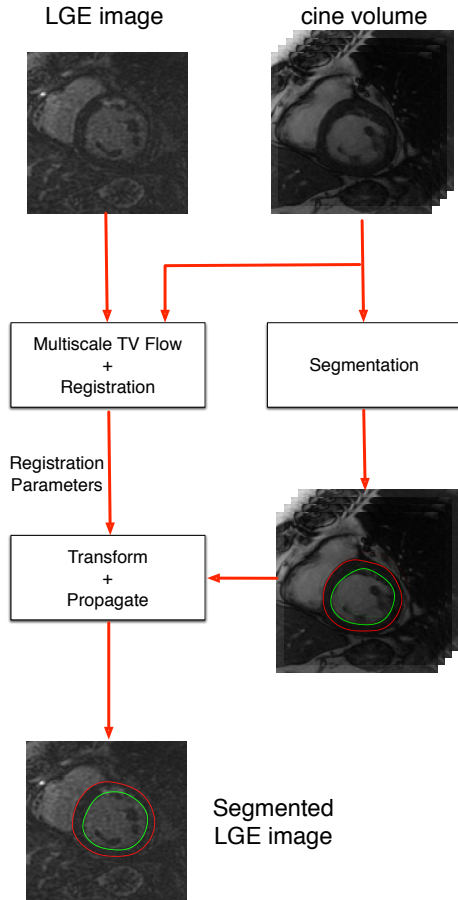 LGE image
cine volume
Multiscale TV Flow
+
Registration
Segmentation
Registration
Parameters
Transform
+
Propagate
Segmented
LGE image